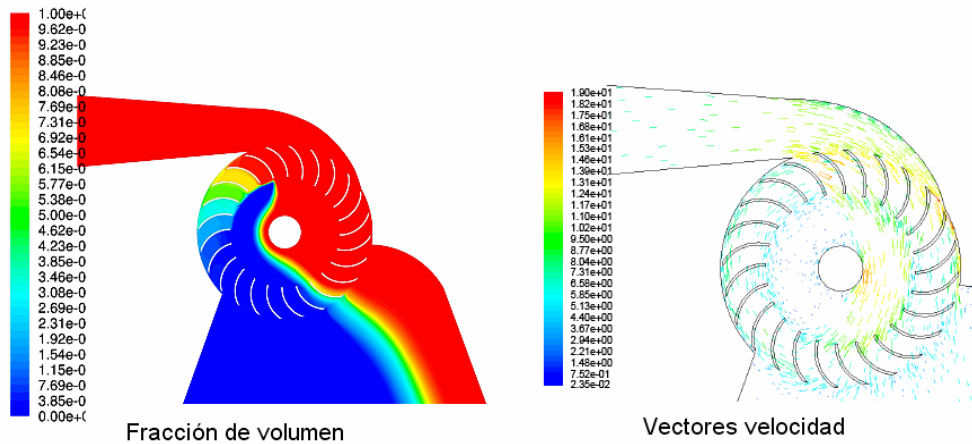 1.00e+(
9.62e-0
9.23e-0
8.85e-0
8.46e-0
8.08e-0
7.69e-0
7.31e-0
6.92e-0
6.54e-0
6.15e-0
5.77e-0
5.38e-0
5.00e-0
4.62e-0
4.23e-0
3.85e-0
3.46e-0
3.08e-0
2.69e-0
2.31e-0
1.92e-0
1.54e-0
1.15e-0
7.69e-0
3.85e-0
0.00e+(
Fracción de volumen
1.90e+01
1.82e+01
1.75e+01
1.68e+01
1.61e+01
1.53e+01
1.46e+01
1.39e+01
1.31e+01
1.24e+01
1.17e+01
1.10e+01
1.02e+01
9.50e+00
8.77e+00
8.04e+00
7.31e+00
6.58e+00
5.85e+00
5.13e+00
4.40e+00
3.67e+00
2.94e+00
2.21e+00
1.48e+00
7.52e-01
2.35e-02
Vectores velocidad